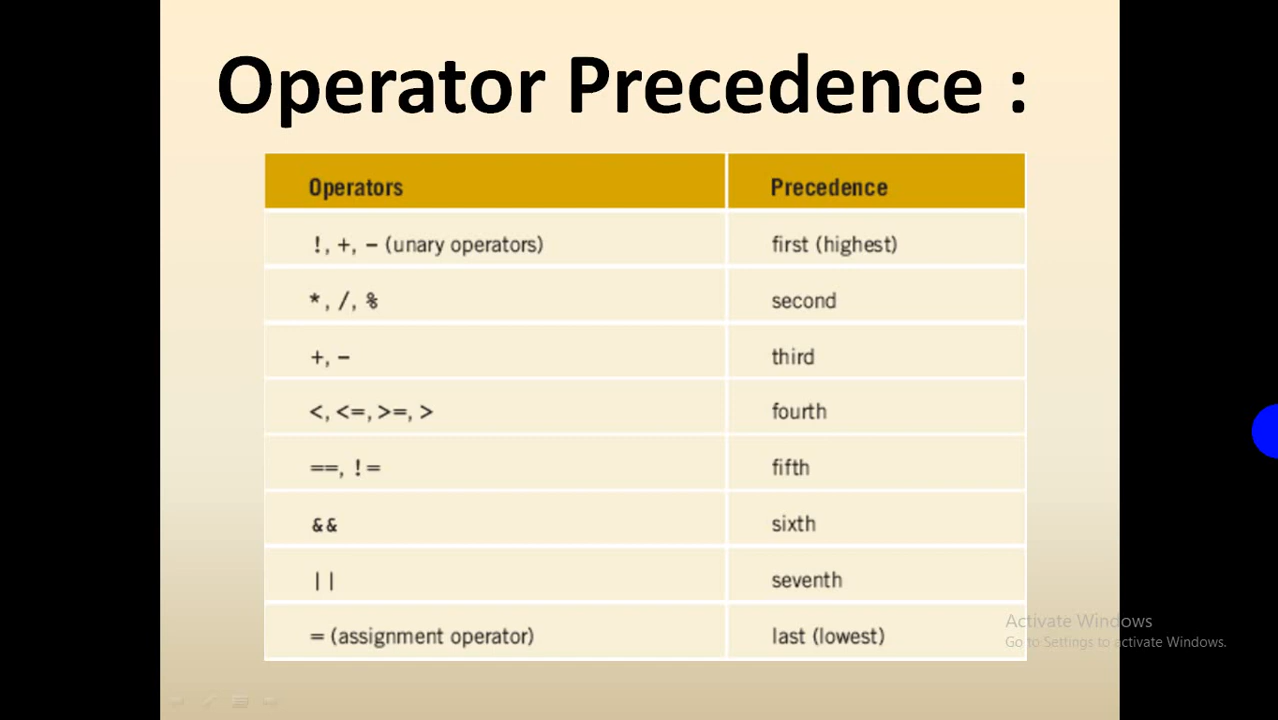 Operator Precedence :
Operators Precedence
!, +, - (unary operators) first (highest)
*, /, % second
+, - third
<, <=, >=, > fourth
==, != fifth
&& sixth
|| seventh
= (assignment operator) last (lowest)
Activate Windows
Go to Settings to activate Windows.